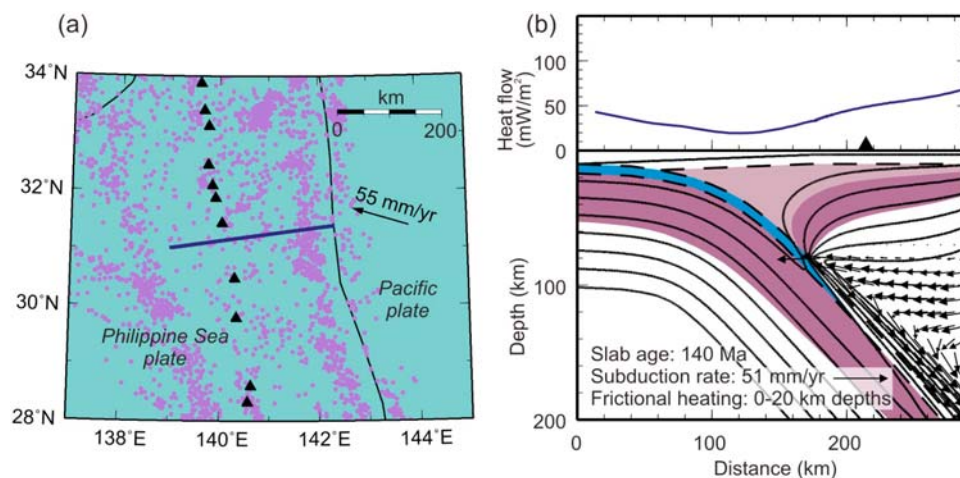 (a)
34˚N
32˚N
30˚N
28˚N
138˚E
140˚E
142˚E
144˚E
km
0
200
55 mm/yr
Pacific
plate
Philippine Sea
plate
(b)
Heat flow
(mW/m²)
100
50
0
0
100
200
Depth (km)
Slab age: 140 Ma
Subduction rate: 51 mm/yr
Frictional heating: 0-20 km depths
0
100
200
Distance (km)